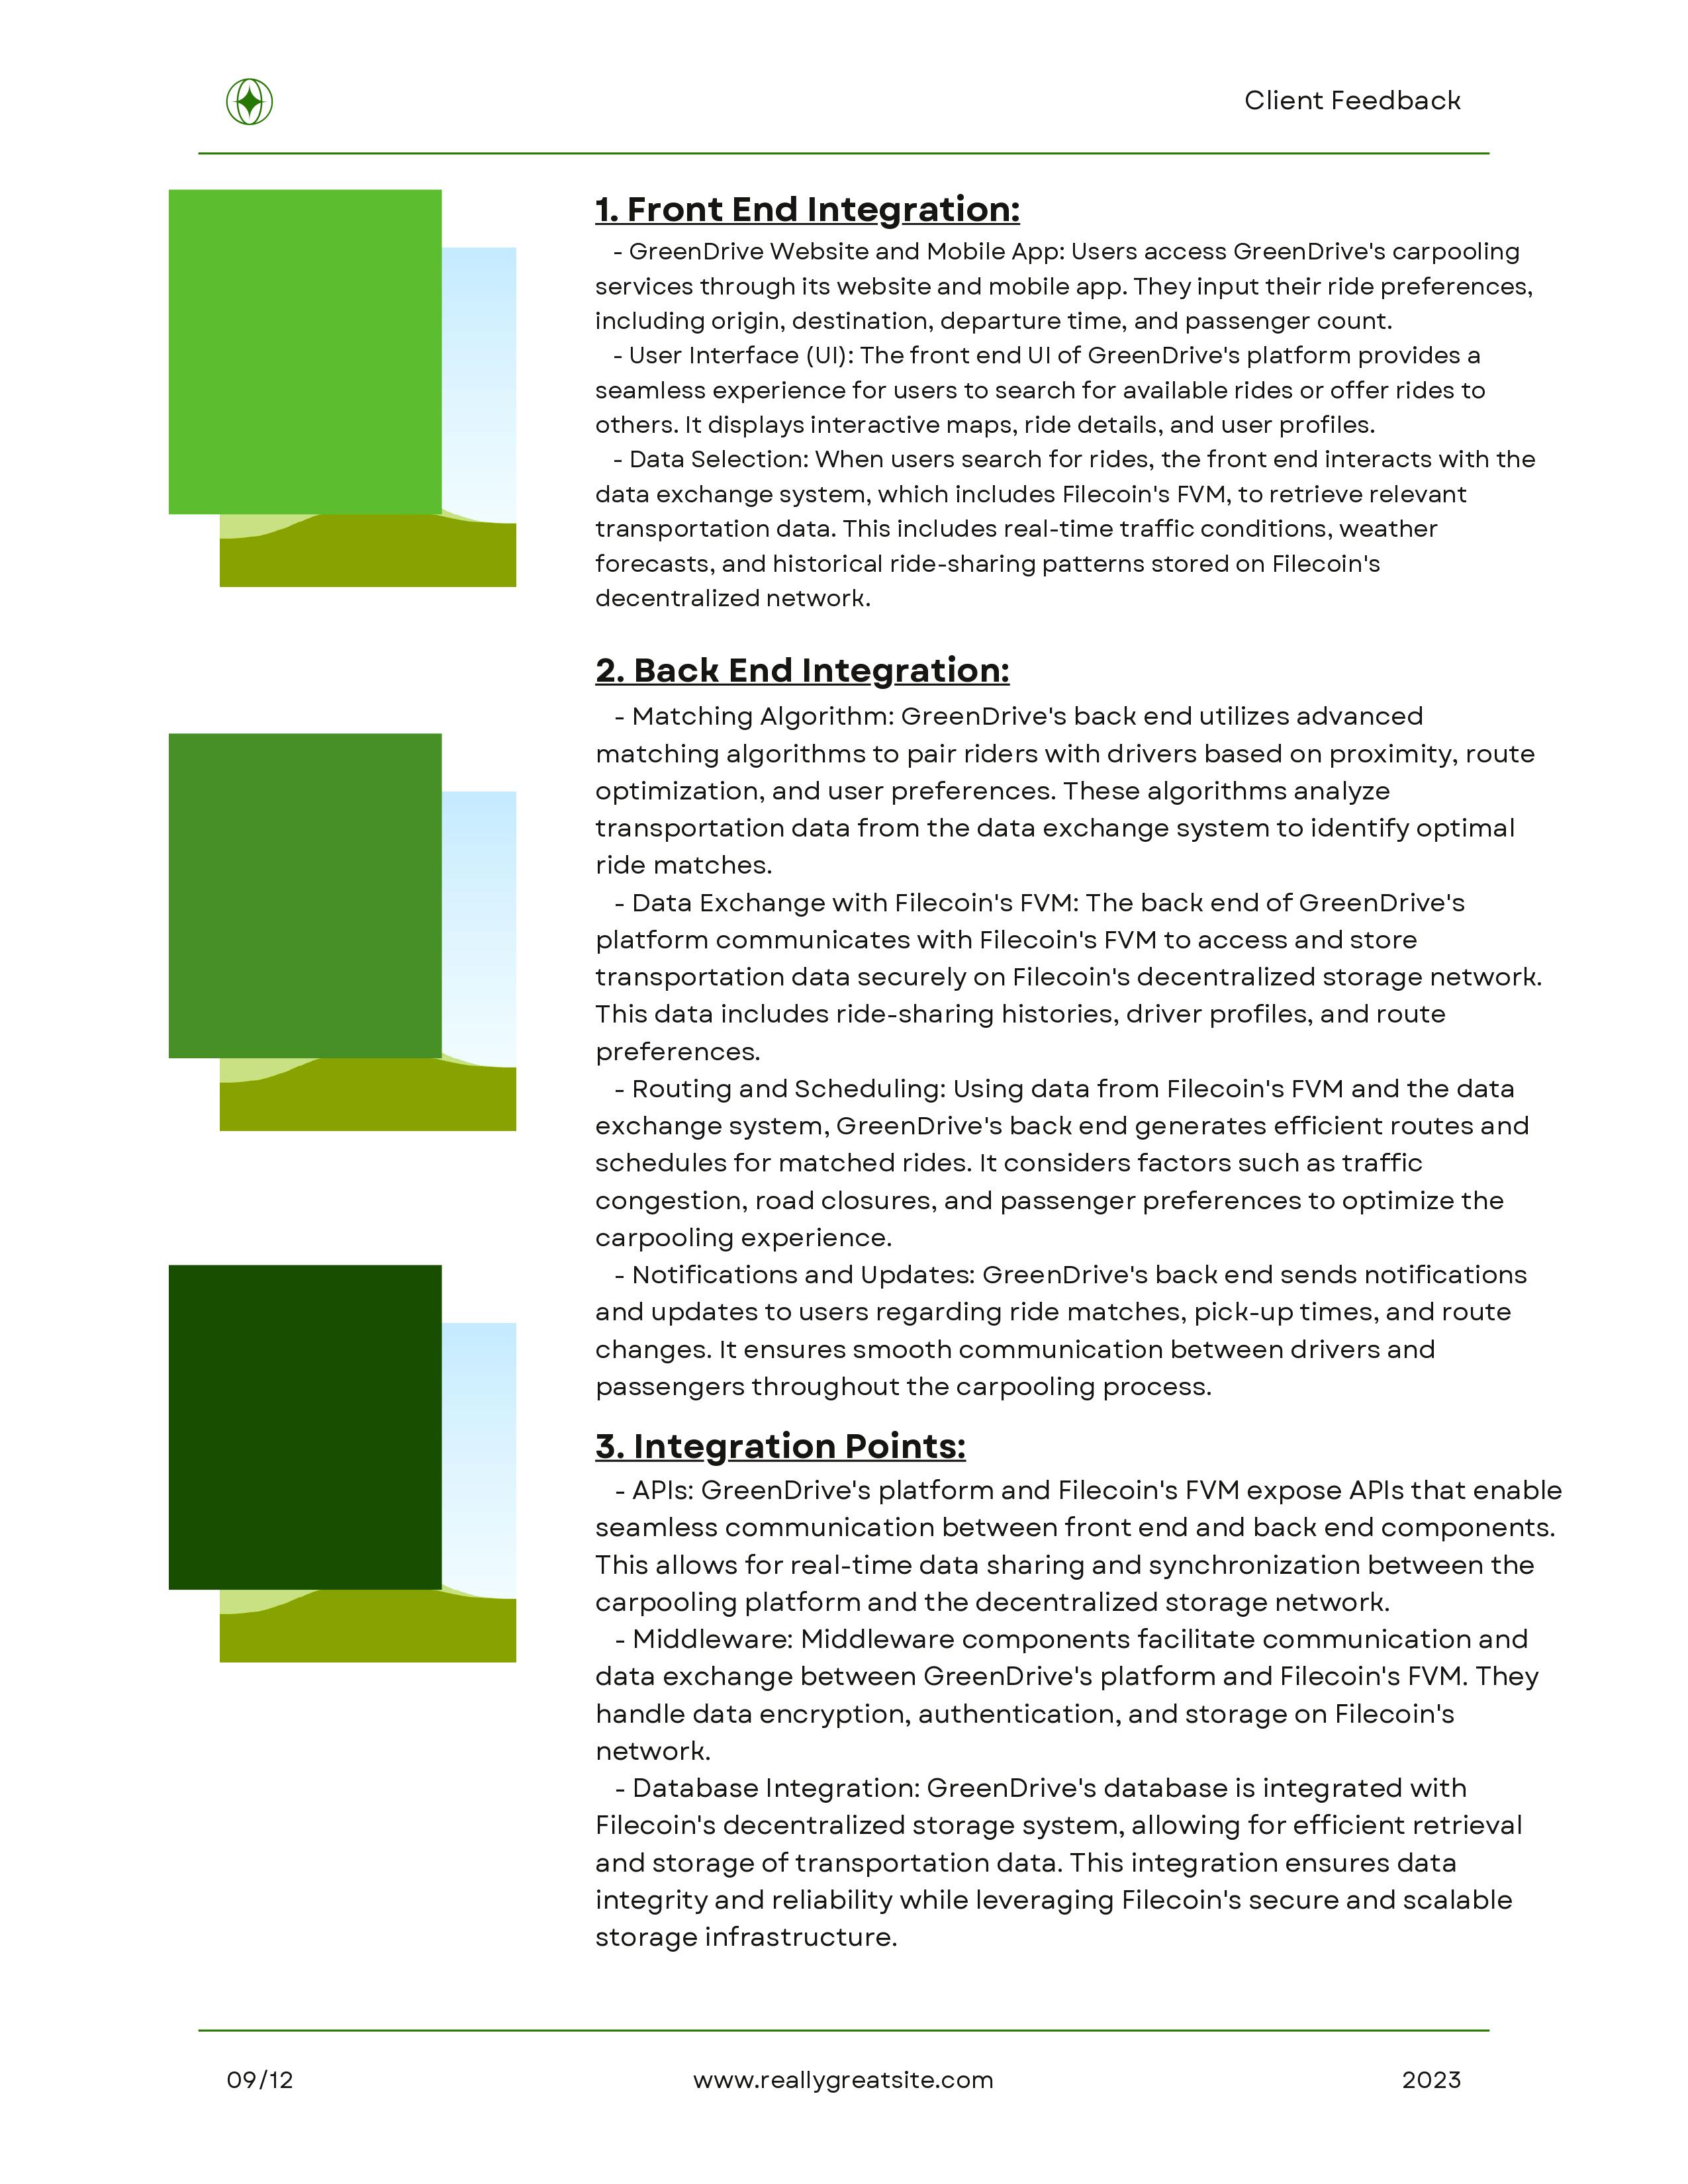 Client Feedback
1. Front End Integration:
- GreenDrive Website and Mobile App: Users access GreenDrive's carpooling
services through its website and mobile app. They input their ride preferences,
including origin, destination, departure time, and passenger count.
- User Interface (UI): The front end UI of GreenDrive's platform provides a
seamless experience for users to search for available rides or offer rides to
others. It displays interactive maps, ride details, and user profiles.
- Data Selection: When users search for rides, the front end interacts with the
data exchange system, which includes Filecoin's FVM, to retrieve relevant
transportation data. This includes real-time traffic conditions, weather
forecasts, and historical ride-sharing patterns stored on Filecoin's
decentralized network.
2. Back End Integration:
- Matching Algorithm: GreenDrive's back end utilizes advanced
matching algorithms to pair riders with drivers based on proximity, route
optimization, and user preferences. These algorithms analyze
transportation data from the data exchange system to identify optimal
ride matches.
- Data Exchange with Filecoin's FVM: The back end of GreenDrive's
platform communicates with Filecoin's FVM to access and store
transportation data securely on Filecoin's decentralized storage network.
This data includes ride-sharing histories, driver profiles, and route
preferences.
- Routing and Scheduling: Using data from Filecoin's FVM and the data
exchange system, GreenDrive's back end generates efficient routes and
schedules for matched rides. It considers factors such as traffic
congestion, road closures, and passenger preferences to optimize the
carpooling experience.
- Notifications and Updates: GreenDrive's back end sends notifications
and updates to users regarding ride matches, pick-up times, and route
changes. It ensures smooth communication between drivers and
passengers throughout the carpooling process.
3. Integration Points:
- APIs: GreenDrive's platform and Filecoin's FVM expose APIs that enable
seamless communication between front end and back end components.
This allows for real-time data sharing and synchronization between the
carpooling platform and the decentralized storage network.
- Middleware: Middleware components facilitate communication and
data exchange between GreenDrive's platform and Filecoin's FVM. They
handle data encryption, authentication, and storage on Filecoin's
network.
- Database Integration: GreenDrive's database is integrated with
Filecoin's decentralized storage system, allowing for efficient retrieval
and storage of transportation data. This integration ensures data
integrity and reliability while leveraging Filecoin's secure and scalable
storage infrastructure.
09/12
www.reallygreatsite.com
2023